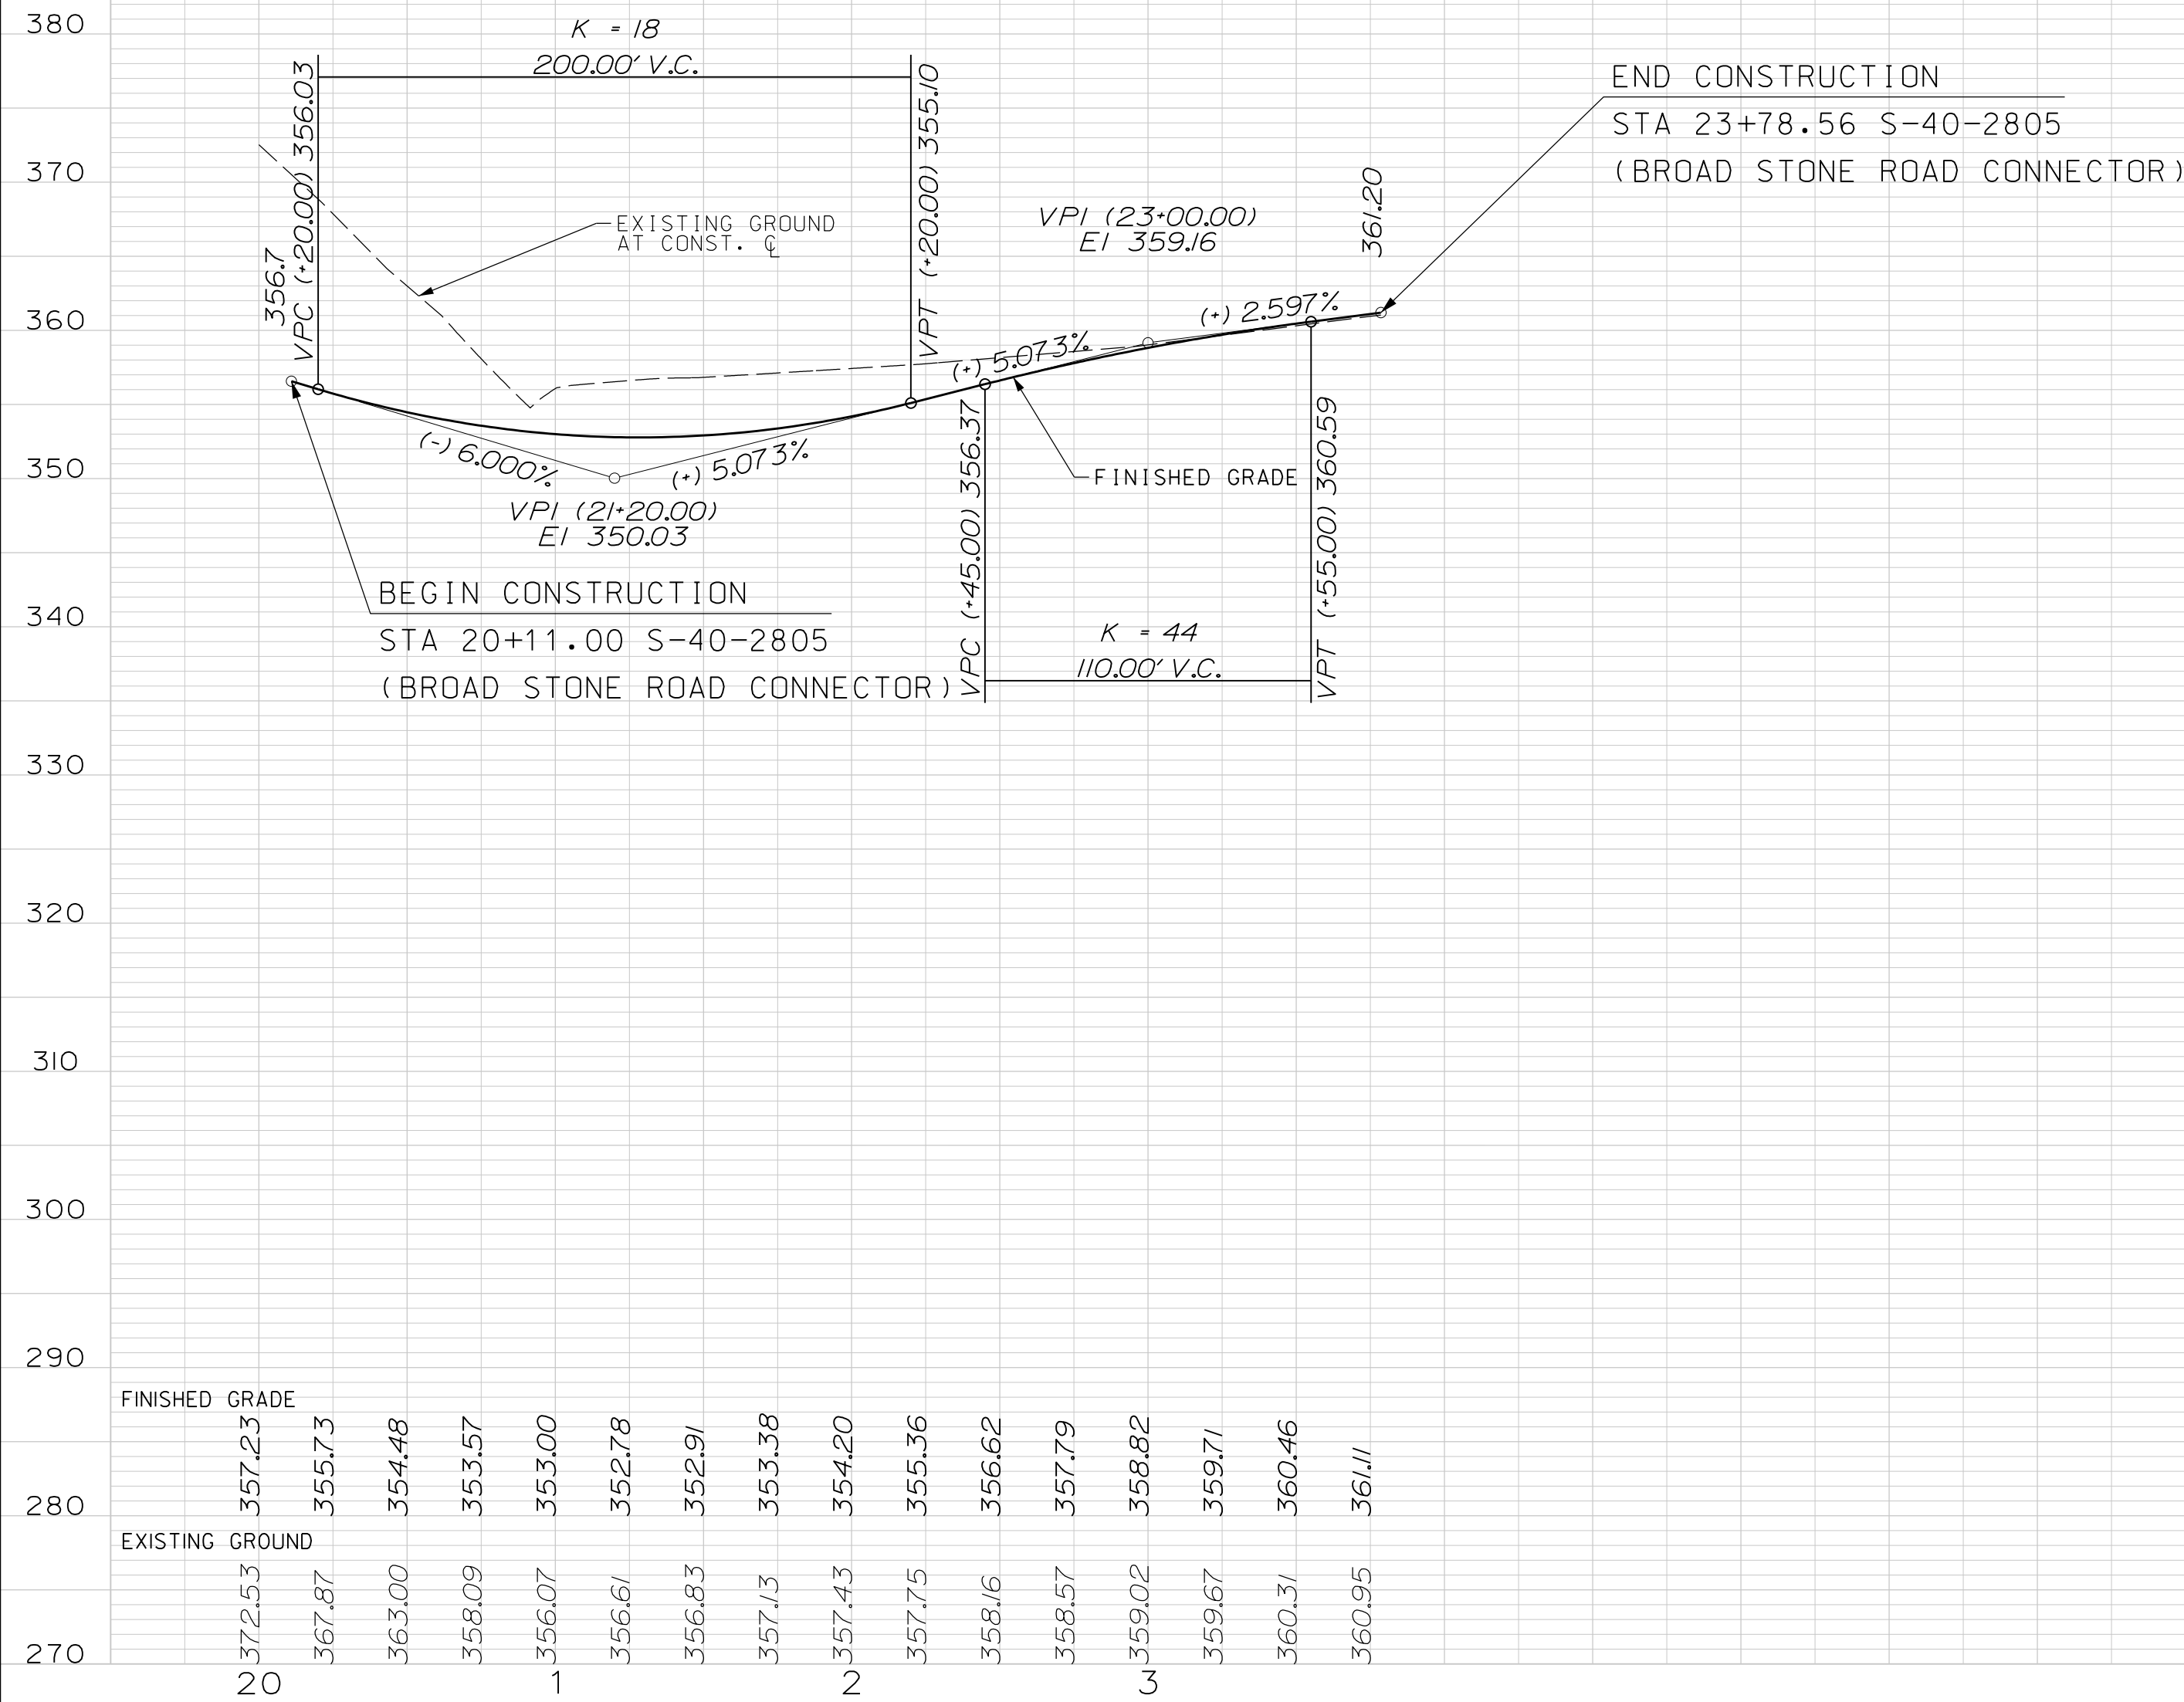 380
370
360
350
340
330
320
310
300
290
280
270
K = 18
200.00' V.C.
356.7
VPC (+20.00) 356.03
VPT (+20.00) 355.10
EXISTING GROUND
AT CONST. ℄
VPI (23+00.00)
El 359.16
361.20
END CONSTRUCTION
STA 23+78.56 S-40-2805
(BROAD STONE ROAD CONNECTOR)
(-) 6.000%
(+) 5.073%
(+) 5.073%
(+) 2.597%
VPI (21+20.00)
El 350.03
FINISHED GRADE
BEGIN CONSTRUCTION
STA 20+11.00 S-40-2805
(BROAD STONE ROAD CONNECTOR)
VPC (+45.00) 356.37
VPT (+55.00) 360.59
K = 44
110.00' V.C.
FINISHED GRADE
357.23
355.73
354.48
353.57
353.00
352.78
352.91
353.38
354.20
355.36
356.62
357.79
358.82
359.71
360.46
361.11
EXISTING GROUND
372.53
367.87
363.00
358.09
356.07
356.61
356.83
357.13
357.43
357.75
358.16
358.57
359.02
359.67
360.31
360.95
20 1 2 3